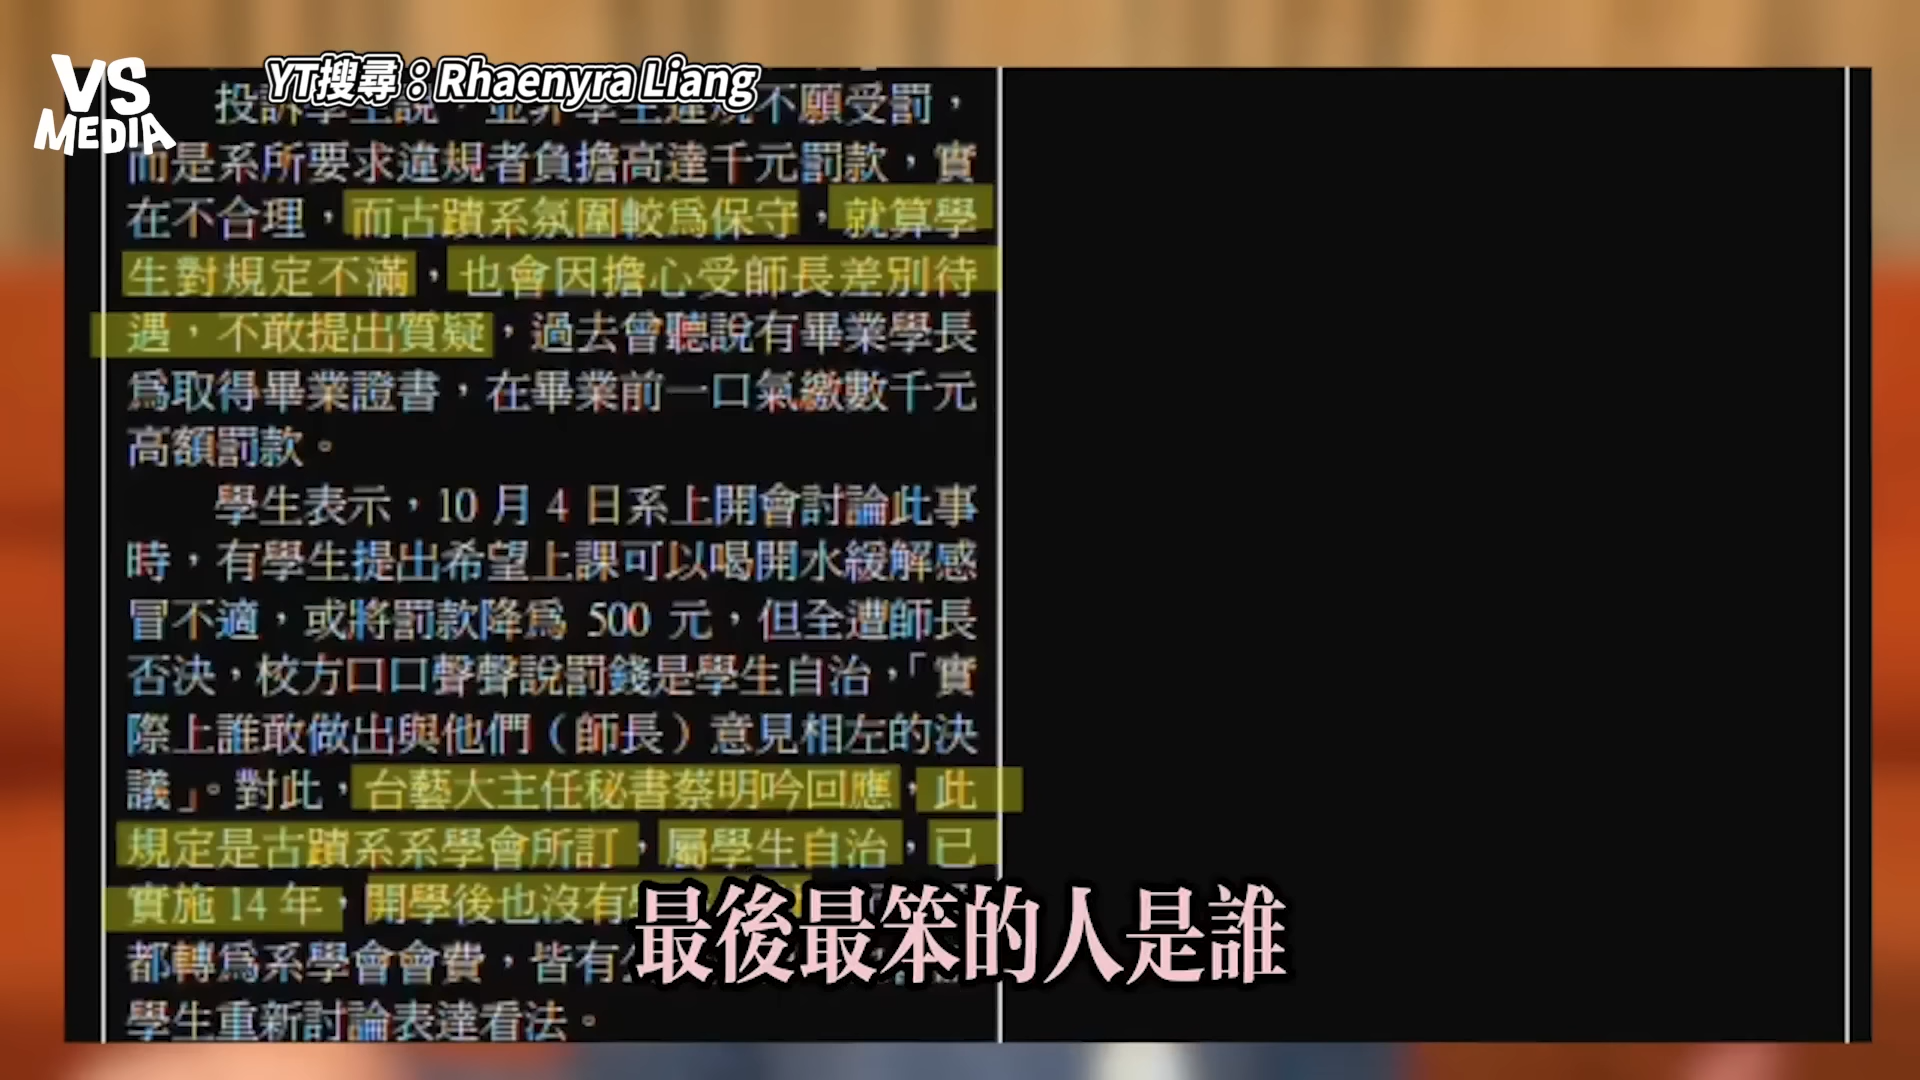 VS
MEDIA
YT搜尋：Rhaenyra Liang
投訴學生說，並非學生違規不願受罰，
而是系所要求違規者負擔高達千元罰款，實
在不合理，而古蹟系氛圍較為保守，就算學
生對規定不滿，也會因擔心受師長差別待
遇，不敢提出質疑，過去曾聽說有畢業學長
為取得畢業證書，在畢業前一口氣繳數千元
高額罰款。
學生表示，10 月 4 日系上開會討論此事
時，有學生提出希望上課可以喝開水緩解感
冒不適，或將罰款降為 500 元，但全遭師長
否決，校方口口聲聲說罰錢是學生自治，「實
際上誰敢做出與他們（師長）意見相左的決
議」。對此，台藝大主任秘書蔡明吟回應，此
規定是古蹟系系學會所訂，屬學生自治，已
實施 14 年，開學後也沒有
都轉為系學會會費，皆有
學生重新討論表達看法。
最後最笨的人是誰